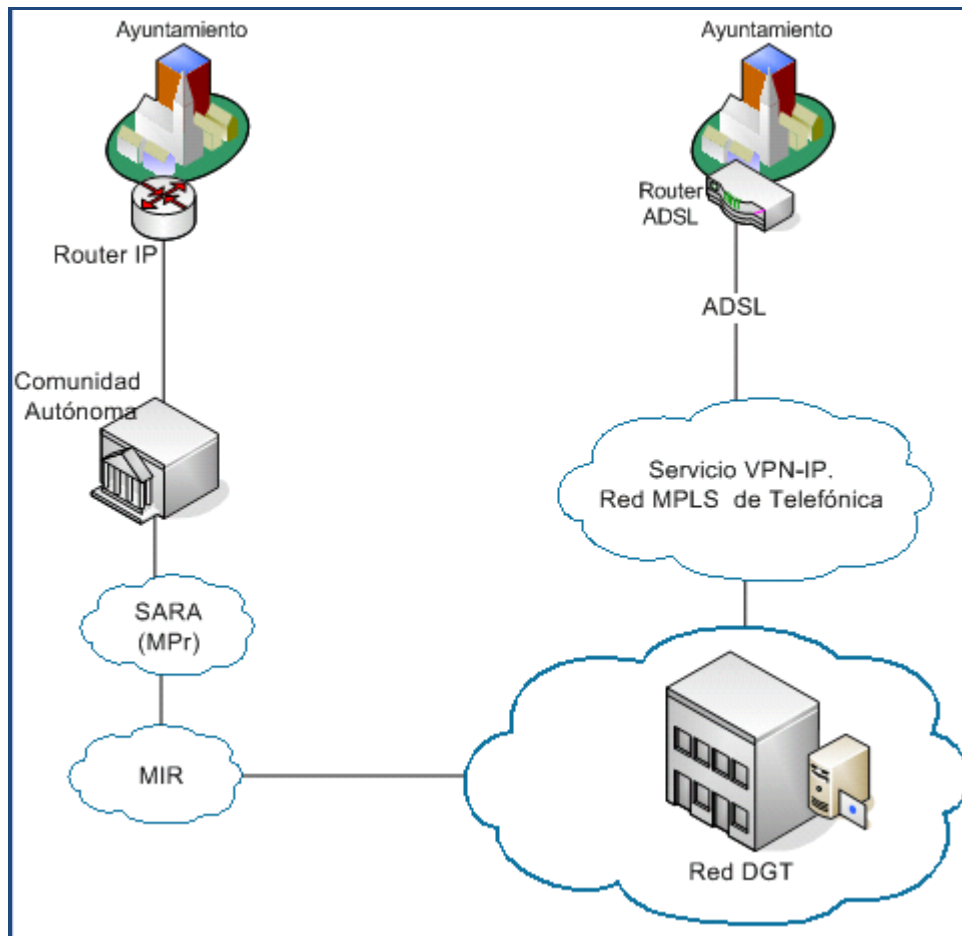 Ayuntamiento
Ayuntamiento
Router
ADSL
Router IP
ADSL
Comunidad
Autónoma
Servicio VPN-IP.
Red MPLS de Telefónica
SARA
(MPr)
MIR
Red DGT